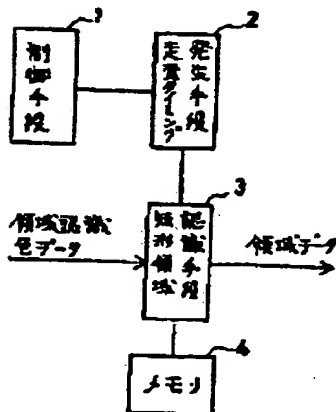 1
制御手段
2
走査タイミング
発生手段
3
矩形領域
認識手段
領域認識
色データ
領域データ
4
メモリ